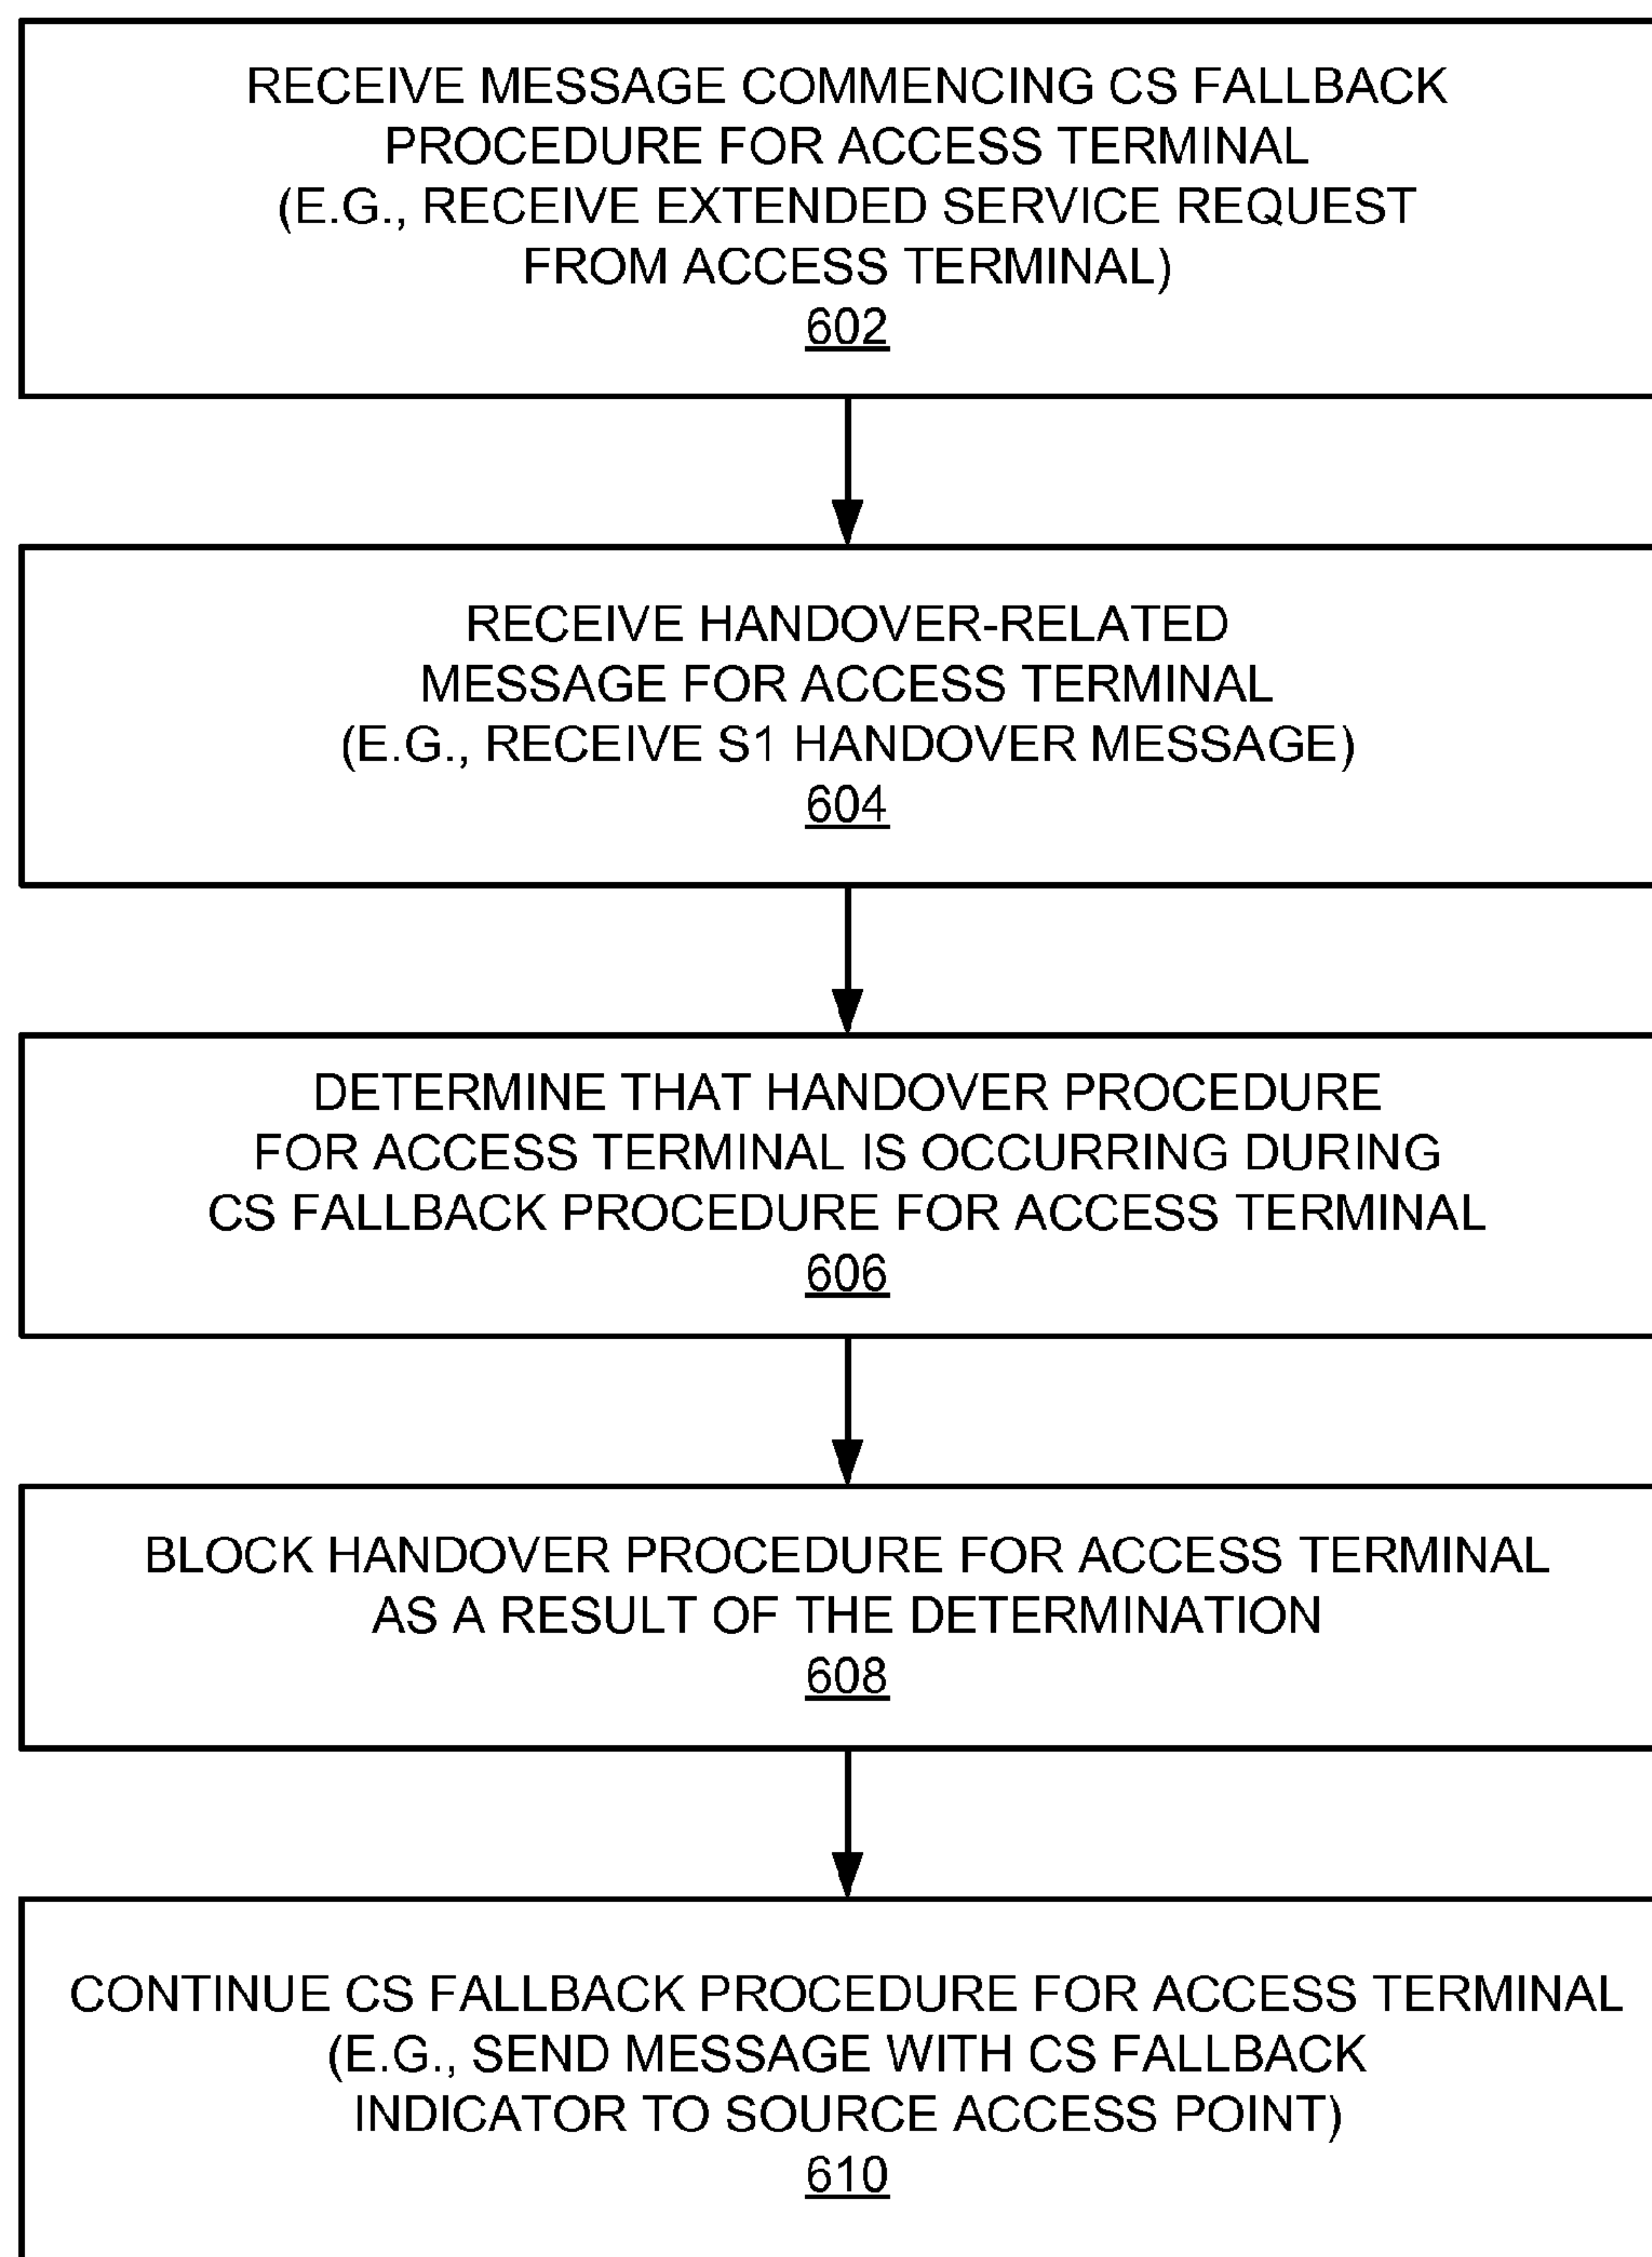 RECEIVE MESSAGE COMMENCING CS FALLBACK
PROCEDURE FOR ACCESS TERMINAL
(E.G., RECEIVE EXTENDED SERVICE REQUEST
FROM ACCESS TERMINAL)
602
RECEIVE HANDOVER-RELATED
MESSAGE FOR ACCESS TERMINAL
(E.G., RECEIVE S1 HANDOVER MESSAGE)
604
DETERMINE THAT HANDOVER PROCEDURE
FOR ACCESS TERMINAL IS OCCURRING DURING
CS FALLBACK PROCEDURE FOR ACCESS TERMINAL
606
BLOCK HANDOVER PROCEDURE FOR ACCESS TERMINAL
AS A RESULT OF THE DETERMINATION
608
CONTINUE CS FALLBACK PROCEDURE FOR ACCESS TERMINAL
(E.G., SEND MESSAGE WITH CS FALLBACK
INDICATOR TO SOURCE ACCESS POINT)
610